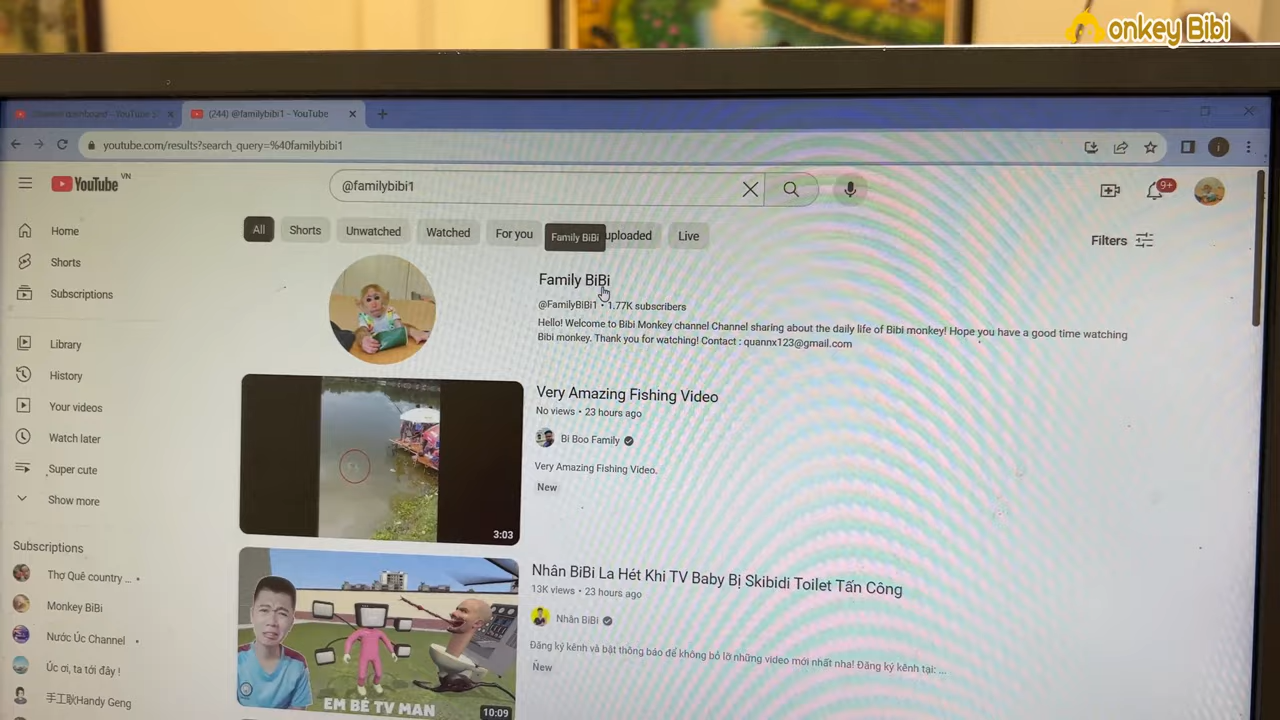 onkey Bibi
(244) @familybibi1 - YouTube
youtube.com/results?search_query=%40familybibi1
YouTube VN
@familybibi1
9+
All
Shorts
Unwatched
Watched
For you
Family BiBi
uploaded
Live
Filters
Home
Shorts
Subscriptions
Library
History
Your videos
Watch later
Super cute
Show more
Subscriptions
Thợ Quê country ...
Monkey BiBi
Nước Úc Channel
Úc ơi, ta tới đây !
手工耿Handy Geng
Family BiBi
@FamilyBIBI1 • 1.77K subscribers
Hello! Welcome to Bibi Monkey channel Channel sharing about the daily life of Bibi monkey! Hope you have a good time watching
Bibi monkey. Thank you for watching! Contact : quannx123@gmail.com
3:03
Very Amazing Fishing Video
No views • 23 hours ago
Bi Boo Family
Very Amazing Fishing Video.
New
EM BÉ TV MAN
10:09
Nhân BiBi La Hét Khi TV Baby Bị Skibidi Toilet Tấn Công
13K views • 23 hours ago
Nhân BiBi
Đăng ký kênh và bật thông báo để không bỏ lỡ những video mới nhất nha! Đăng ký kênh tại: ...
New